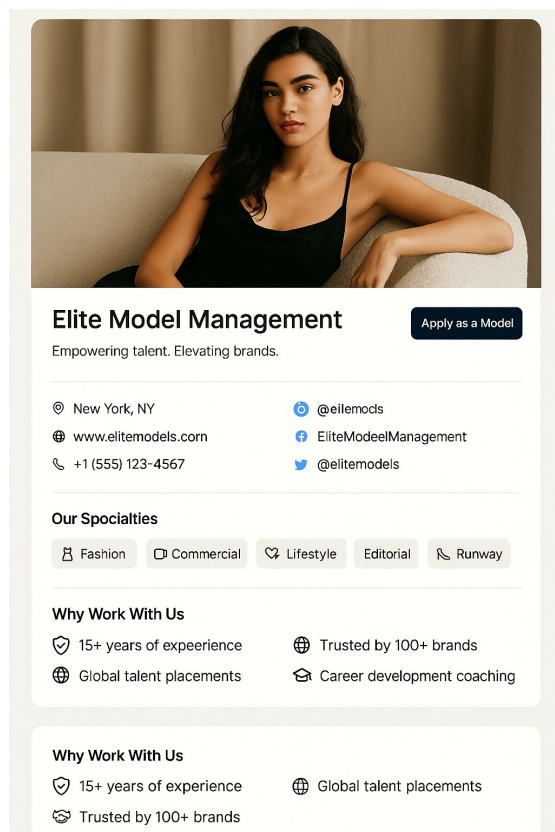 Elite Model Management
Apply as a Model
Empowering talent. Elevating brands.
New York, NY
@eilemocls
www.elitemodels.corn
EliteModeelManagement
+1 (555) 123-4567
@elitemodels
Our Spocialties
Fashion
Commercial
Lifestyle
Editorial
Runway
Why Work With Us
15+ years of expeerience
Trusted by 100+ brands
Global talent placements
Career development coaching
Why Work With Us
15+ years of experience
Global talent placements
Trusted by 100+ brands